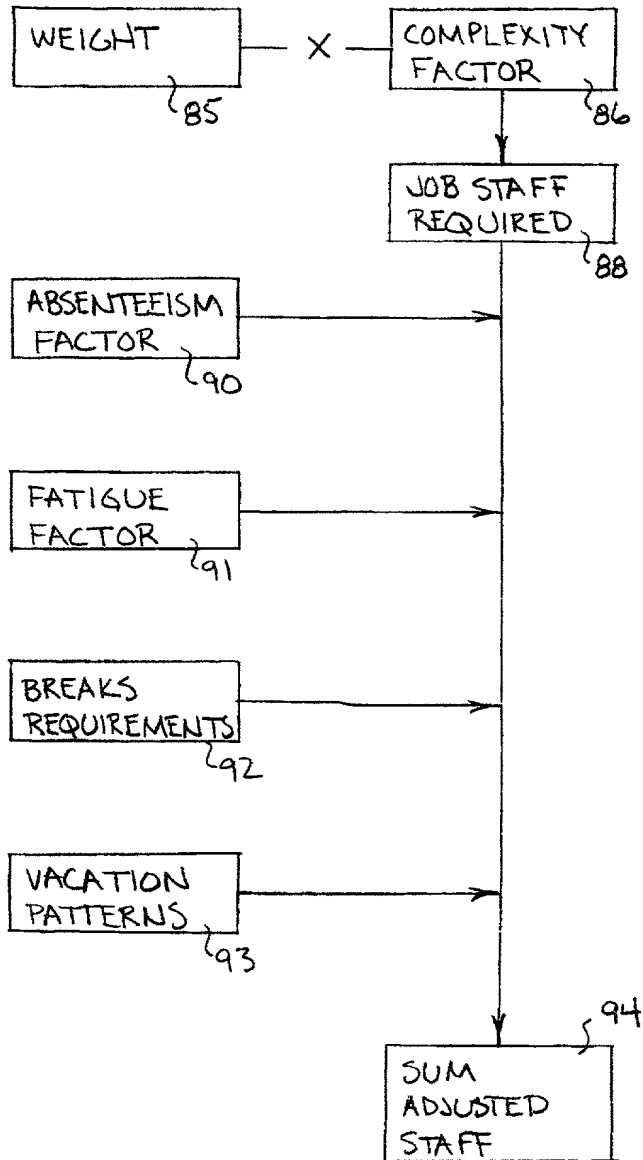 WEIGHT
X
COMPLEXITY
FACTOR
85
86
JOB STAFF
REQUIRED
88
ABSENTEEISM
FACTOR
90
FATIGUE
FACTOR
91
BREAKS
REQUIREMENTS
92
VACATION
PATTERNS
93
94
SUM
ADJUSTED
STAFF